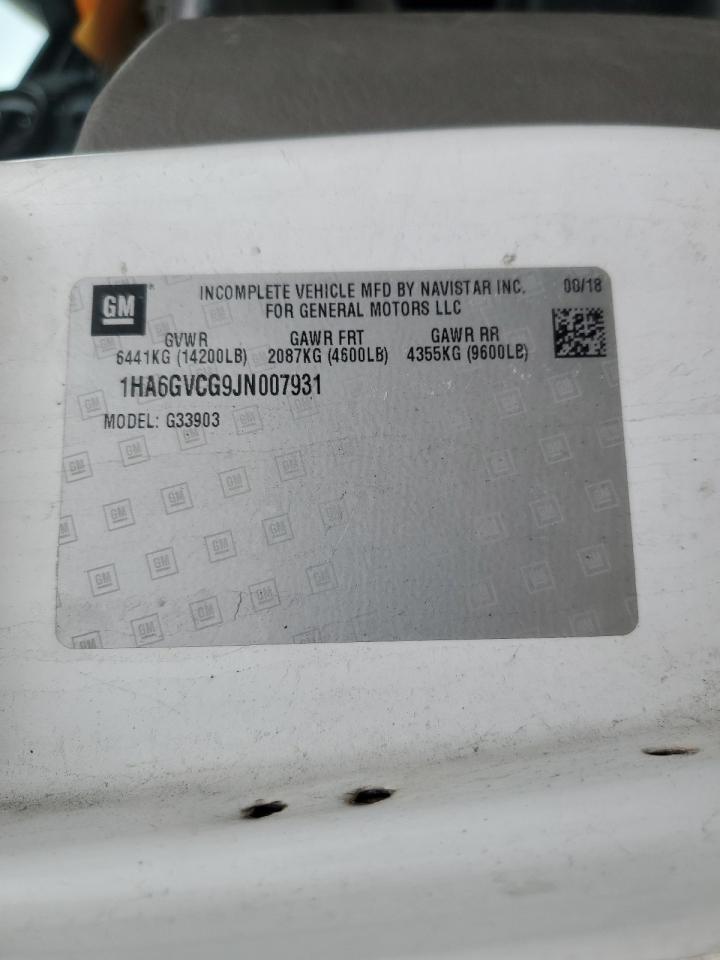 GM
INCOMPLETE VEHICLE MFD BY NAVISTAR INC. 08/18
FOR GENERAL MOTORS LLC
GVWR GAWR FRT GAWR RR
6441KG (14200LB) 2087KG (4600LB) 4355KG (9600LB)
1HA6GVCG9JN007931
MODEL: G33903